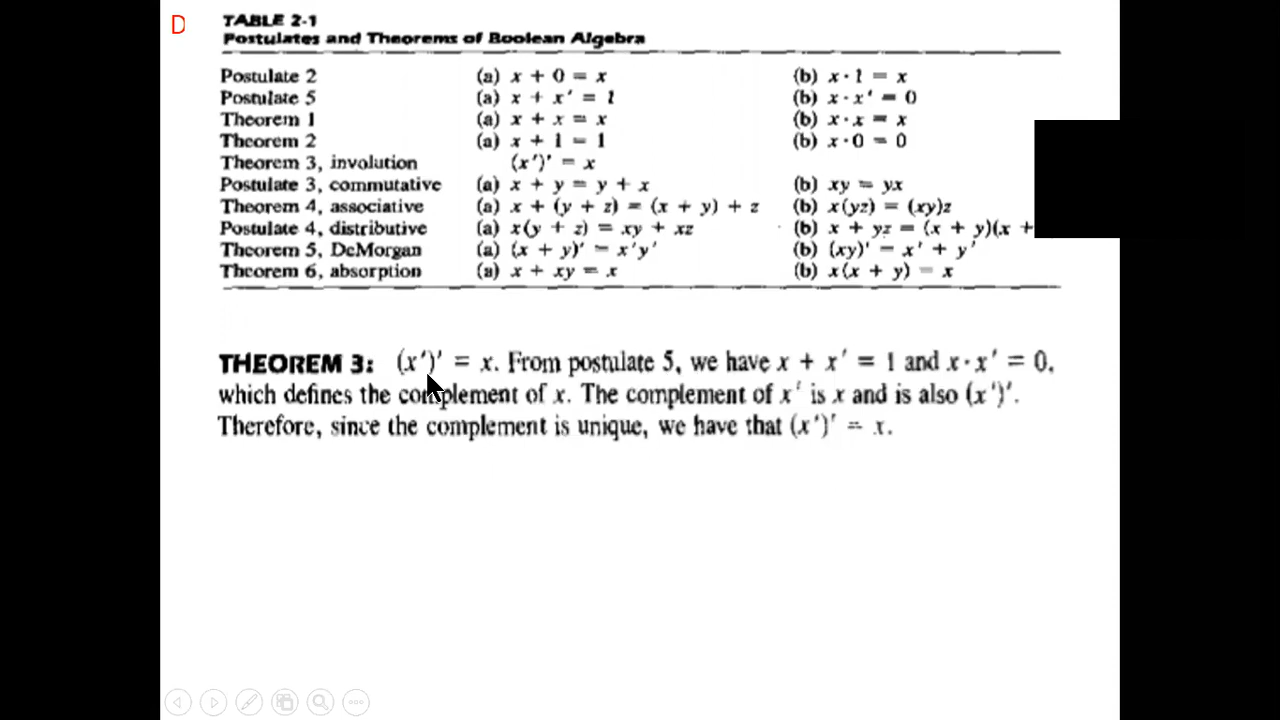 D
TABLE 2-1
Postulates and Theorems of Boolean Algebra
Postulate 2 (a) x + 0 = x (b) x · 1 = x
Postulate 5 (a) x + x' = 1 (b) x · x' = 0
Theorem 1 (a) x + x = x (b) x · x = x
Theorem 2 (a) x + 1 = 1 (b) x · 0 = 0
Theorem 3, involution (x')' = x
Postulate 3, commutative (a) x + y = y + x (b) xy = yx
Theorem 4, associative (a) x + (y + z) = (x + y) + z (b) x(yz) = (xy)z
Postulate 4, distributive (a) x(y + z) = xy + xz (b) x + yz = (x + y)(x +
Theorem 5, DeMorgan (a) (x + y)' = x'y' (b) (xy)' = x' + y'
Theorem 6, absorption (a) x + xy = x (b) x(x + y) = x
THEOREM 3: (x')' = x. From postulate 5, we have x + x' = 1 and x · x' = 0,
which defines the complement of x. The complement of x' is x and is also (x')'.
Therefore, since the complement is unique, we have that (x')' = x.